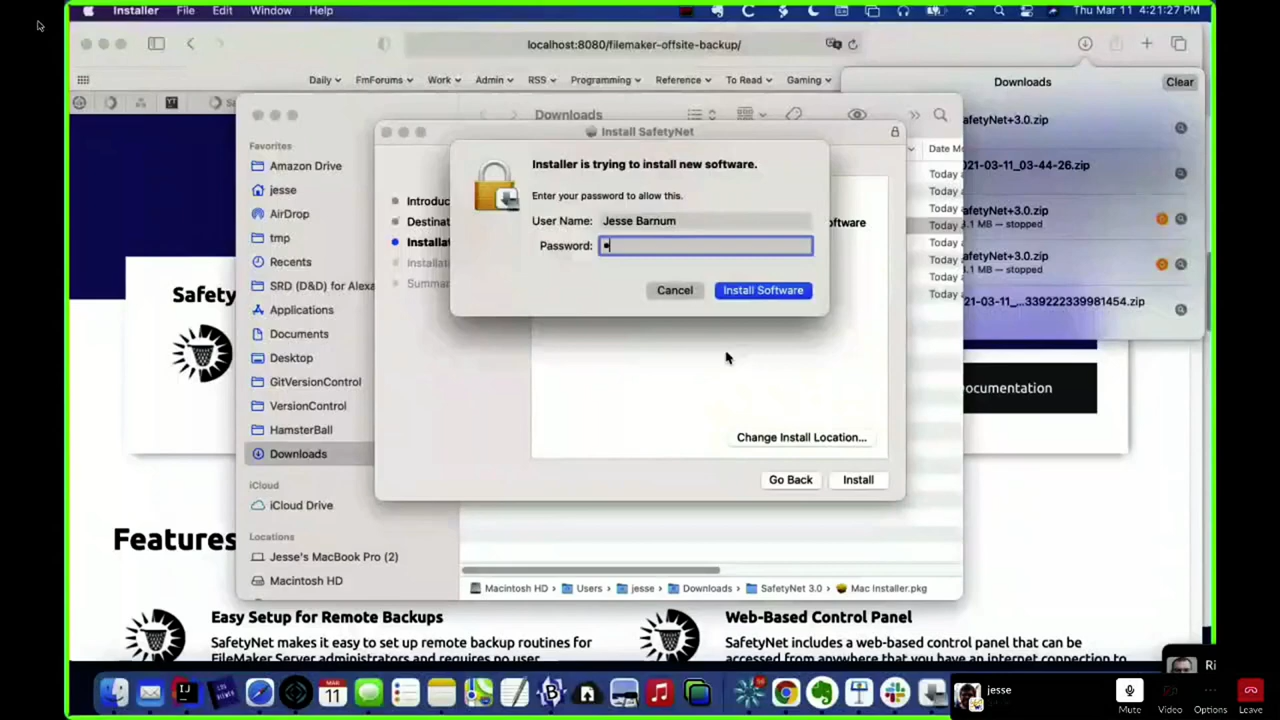 Installer File Edit Window Help Thu Mar 11 4:21:27 PM
localhost:8080/filemaker-offsite-backup/
Daily FmForums Work Admin RSS Programming Reference To Read Gaming
Downloads Clear
afetyNet+3.0.zip
021-03-11_03-44-26.zip
afetyNet+3.0.zip
.1 MB — stopped
afetyNet+3.0.zip
.1 MB — stopped
21-03-11_...339222339981454.zip
Downloads
Date Mo
Today a
Today a
Today a
Today a
Today a
Today a
Today a
Today a
Favorites
Amazon Drive
jesse
AirDrop
tmp
Recents
SRD (D&D) for Alexa
Applications
Documents
Desktop
GitVersionControl
VersionControl
HamsterBall
Downloads
iCloud
iCloud Drive
Locations
Jesse's MacBook Pro (2)
Macintosh HD
Macintosh HD › Users › jesse › Downloads › SafetyNet 3.0 › Mac Installer.pkg
Install SafetyNet
Introduc
Destinat
Installat
Installati
Summar
oftware
Change Install Location...
Go Back Install
Installer is trying to install new software.
Enter your password to allow this.
User Name: Jesse Barnum
Password:
Cancel Install Software
Safety
ocumentation
Features
Easy Setup for Remote Backups
SafetyNet makes it easy to set up remote backup routines for
FileMaker Server administrators and requires no user
Web-Based Control Panel
SafetyNet includes a web-based control panel that can be
accessed from anywhere that you have an internet connection to
MAR
11
Ri
jesse
Mute Video Options Leave